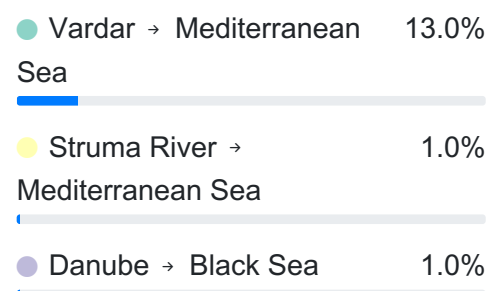 Vardar → Mediterranean Sea 13.0%
Struma River → Mediterranean Sea 1.0%
Danube → Black Sea 1.0%